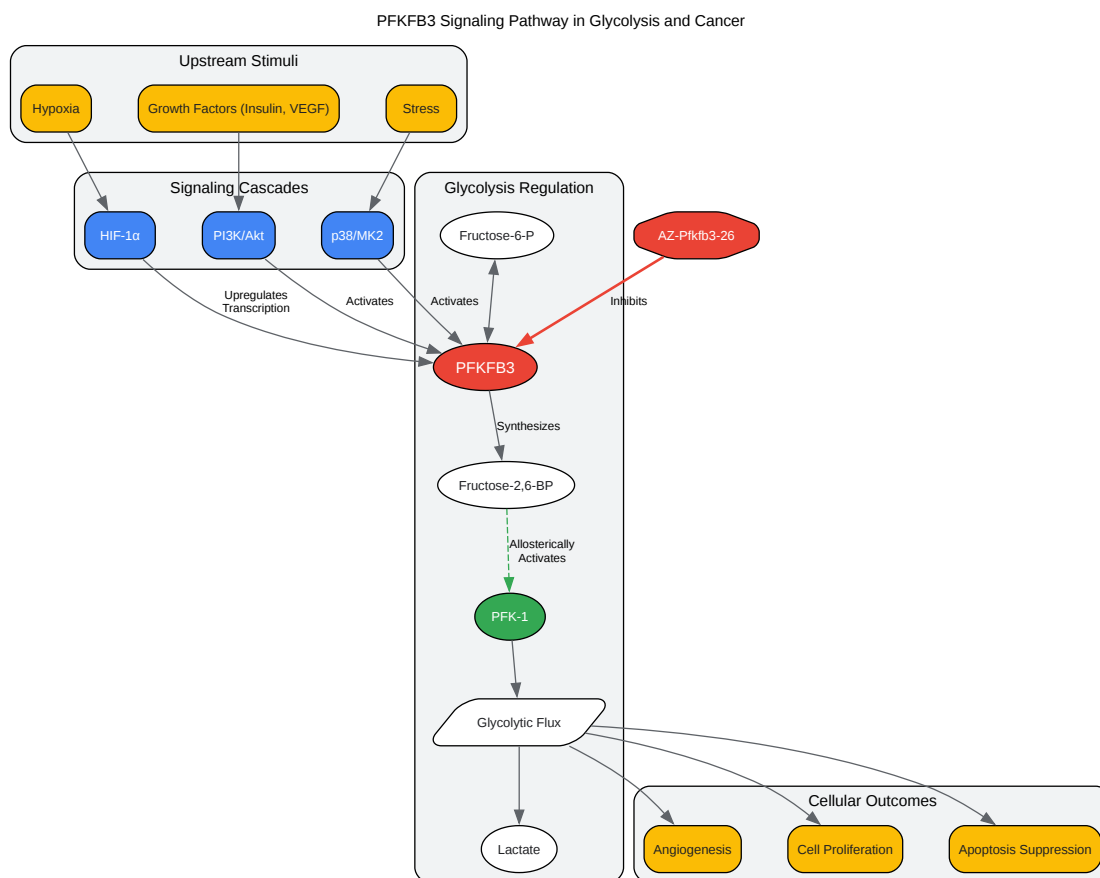 PFKFB3 Signaling Pathway in Glycolysis and Cancer
Upstream Stimuli
Hypoxia
Growth Factors (Insulin, VEGF)
Stress
Signaling Cascades
HIF-1α
PI3K/Akt
p38/MK2
Glycolysis Regulation
Fructose-6-P
AZ-Pfkfb3-26
Upregulates
Transcription
Activates
Activates
Inhibits
PFKFB3
Synthesizes
Fructose-2,6-BP
Allosterically
Activates
PFK-1
Glycolytic Flux
Lactate
Cellular Outcomes
Angiogenesis
Cell Proliferation
Apoptosis Suppression